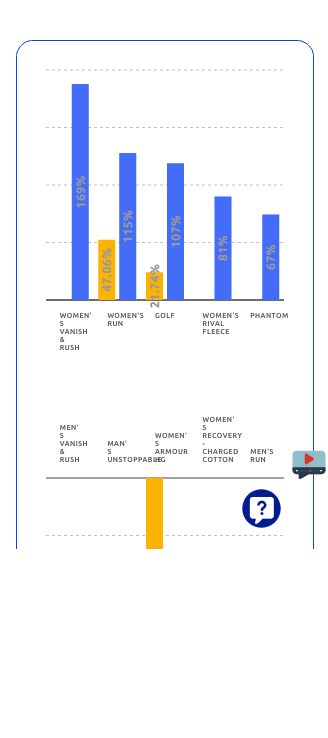 169%
47.06%
115%
21.74%
107%
81%
67%
WOMEN'
S
VANISH
&
RUSH
WOMEN'S
RUN
GOLF
WOMEN'S
RIVAL
FLEECE
PHANTOM
MEN'
S
VANISH
&
RUSH
MAN'
S
UNSTOPPABLE
WOMEN'
S
ARMOUR
HG
WOMEN'
S
RECOVERY
-
CHARGED
COTTON
MEN'S
RUN
?